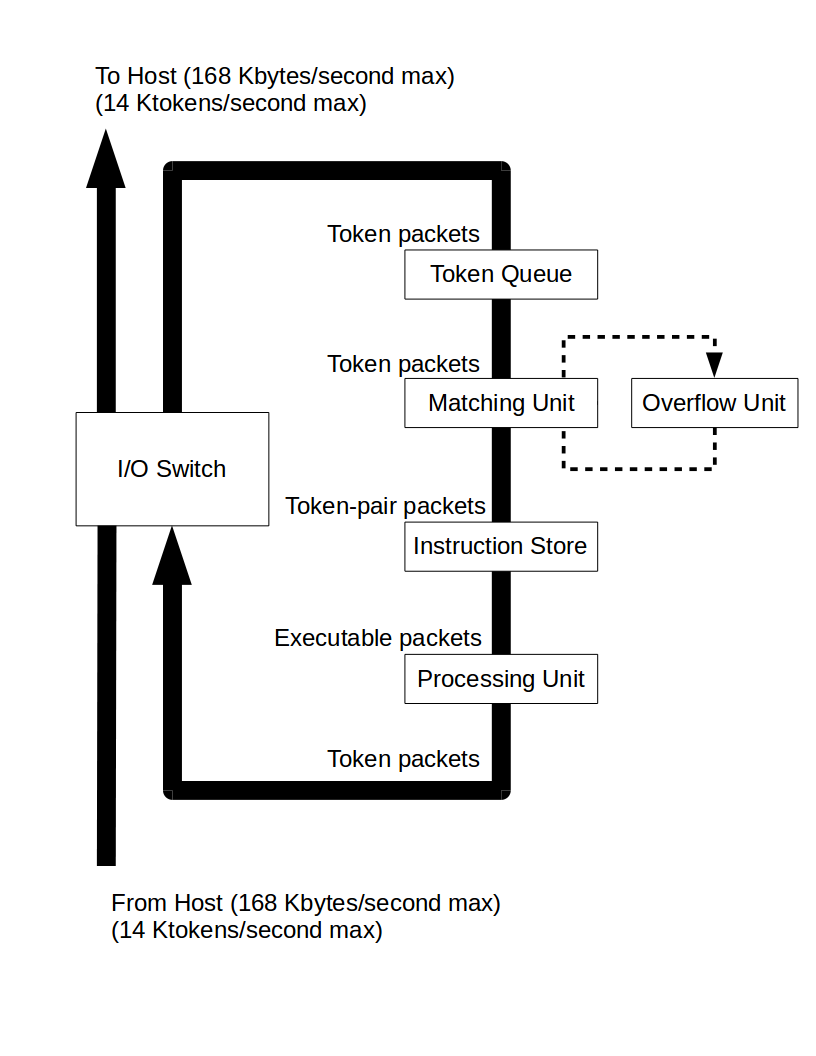 To Host (168 Kbytes/second max)
(14 Ktokens/second max)
Token packets
Token Queue
Token packets
Matching Unit
Overflow Unit
I/O Switch
Token-pair packets
Instruction Store
Executable packets
Processing Unit
Token packets
From Host (168 Kbytes/second max)
(14 Ktokens/second max)